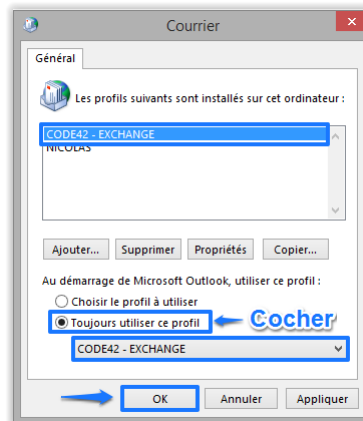 Courrier
Général
Les profils suivants sont installés sur cet ordinateur :
CODE42 - EXCHANGE
NICOLAS
Ajouter... Supprimer Propriétés Copier...
Au démarrage de Microsoft Outlook, utiliser ce profil :
Choisir le profil à utiliser
Toujours utiliser ce profil Cocher
CODE42 - EXCHANGE
OK Annuler Appliquer